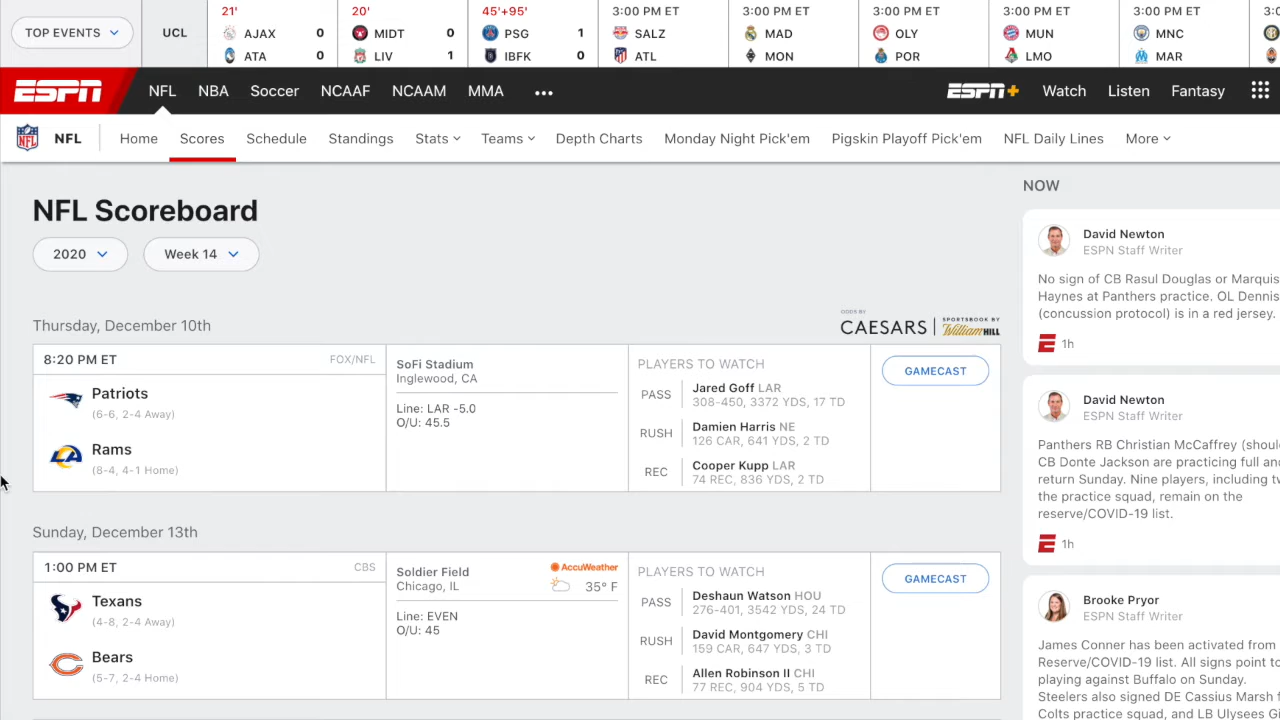 TOP EVENTS
UCL
21'
AJAX 0
ATA 0
20'
MIDT 0
LIV 1
45'+95'
PSG 1
IBFK 0
3:00 PM ET
SALZ
ATL
3:00 PM ET
MAD
MON
3:00 PM ET
OLY
POR
3:00 PM ET
MUN
LMO
3:00 PM ET
MNC
MAR
ESPN
NFL NBA Soccer NCAAF NCAAM MMA •••
ESPN+ Watch Listen Fantasy
NFL Home Scores Schedule Standings Stats Teams Depth Charts Monday Night Pick'em Pigskin Playoff Pick'em NFL Daily Lines More
NFL Scoreboard
2020 Week 14
Thursday, December 10th
ODDS BY
CAESARS | SPORTSBOOK BY
William HILL
8:20 PM ET FOX/NFL
Patriots
(6-6, 2-4 Away)
Rams
(8-4, 4-1 Home)
SoFi Stadium
Inglewood, CA
Line: LAR -5.0
O/U: 45.5
PLAYERS TO WATCH
PASS Jared Goff LAR
308-450, 3372 YDS, 17 TD
RUSH Damien Harris NE
126 CAR, 641 YDS, 2 TD
REC Cooper Kupp LAR
74 REC, 836 YDS, 2 TD
GAMECAST
Sunday, December 13th
1:00 PM ET CBS
Texans
(4-8, 2-4 Away)
Bears
(5-7, 2-4 Home)
Soldier Field
Chicago, IL
AccuWeather
35° F
Line: EVEN
O/U: 45
PLAYERS TO WATCH
PASS Deshaun Watson HOU
276-401, 3542 YDS, 24 TD
RUSH David Montgomery CHI
159 CAR, 647 YDS, 3 TD
REC Allen Robinson II CHI
77 REC, 904 YDS, 5 TD
GAMECAST
NOW
David Newton
ESPN Staff Writer
No sign of CB Rasul Douglas or Marquis
Haynes at Panthers practice. OL Dennis
(concussion protocol) is in a red jersey.
1h
David Newton
ESPN Staff Writer
Panthers RB Christian McCaffrey (shoul
CB Donte Jackson are practicing full and
return Sunday. Nine players, including tw
the practice squad, remain on the
reserve/COVID-19 list.
1h
Brooke Pryor
ESPN Staff Writer
James Conner has been activated from
Reserve/COVID-19 list. All signs point to
playing against Buffalo on Sunday.
Steelers also signed DE Cassius Marsh f
Colts practice squad, and LB Ulysees Gi